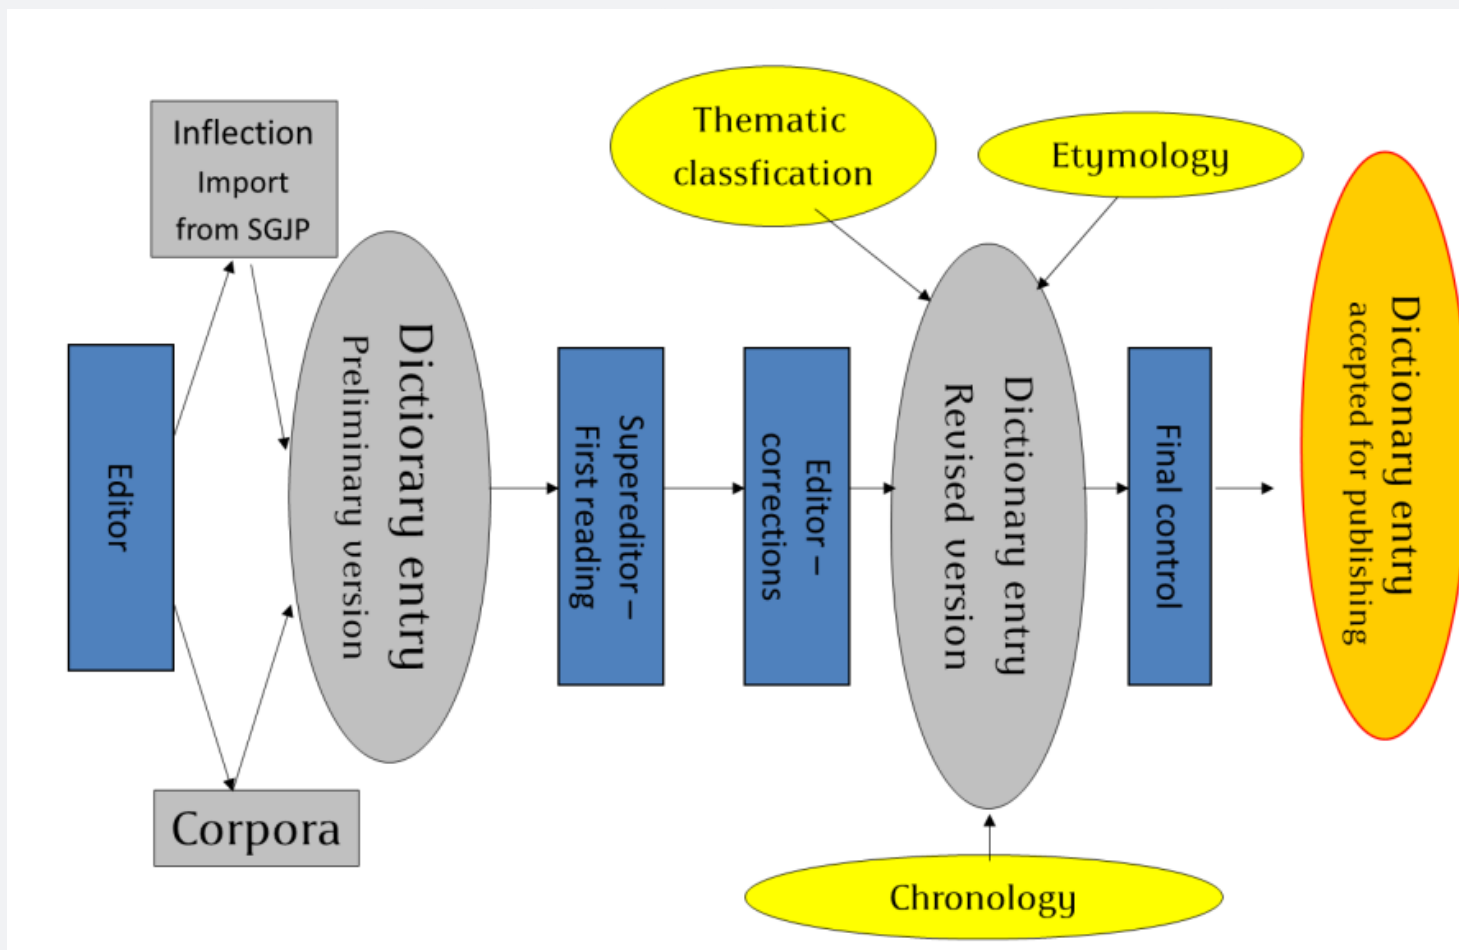 Inflection
Import
from SGJP
Thematic
classfication
Etymology
Editor
Dictiorary entry
Preliminary version
Supereditor –
First reading
Editor –
corrections
Dictionary entry
Revised version
Final control
Dictionary entry
accepted for publishing
Corpora
Chronology